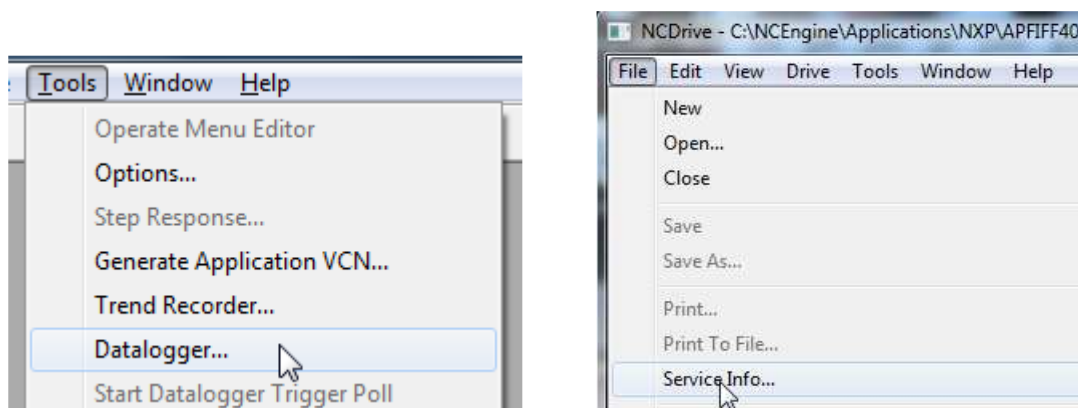 Tools Window Help
Operate Menu Editor
Options...
Step Response...
Generate Application VCN...
Trend Recorder...
Datalogger...
Start Datalogger Trigger Poll
NCDrive - C:\NCEngine\Applications\NXP\APFIFF40
File Edit View Drive Tools Window Help
New
Open...
Close
Save
Save As...
Print...
Print To File...
Service Info...